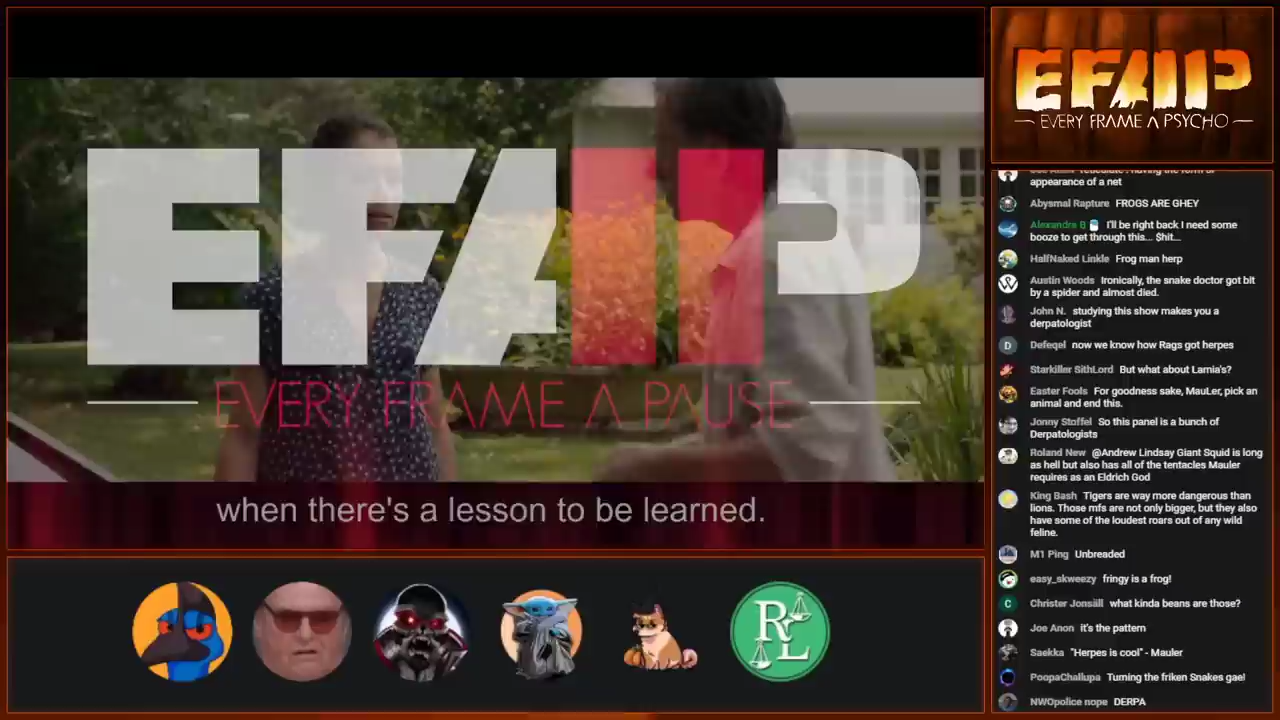 EFAP
EVERY FRAME A PAUSE
when there's a lesson to be learned.
RL
EFAP
EVERY FRAME A PSYCHO
appearance of a net
Abysmal Rapture FROGS ARE GHEY
Alexandre B I'll be right back I need some
booze to get through this... $hit...
HalfNaked Linkle Frog man herp
Austin Woods Ironically, the snake doctor got bit
by a spider and almost died.
John N. studying this show makes you a
derpatologist
Defeqel now we know how Rags got herpes
Starkiller SithLord But what about Larnia's?
Easter Fools For goodness sake, MauLer, pick an
animal and end this.
Jonny Stoffel So this panel is a bunch of
Derpatologists
Roland New @Andrew Lindsay Giant Squid is long
as hell but also has all of the tentacles Mauler
requires as an Eldrich God
King Bash Tigers are way more dangerous than
lions. Those mfs are not only bigger, but they also
have some of the loudest roars out of any wild
feline.
M1 Ping Unbreaded
easy_skweezy fringy is a frog!
C Christer Jonsäll what kinda beans are those?
Joe Anon it's the pattern
Saekka "Herpes is cool" - Mauler
PoopaChallupa Turning the friken Snakes gae!
NWOpolice nope DERPA